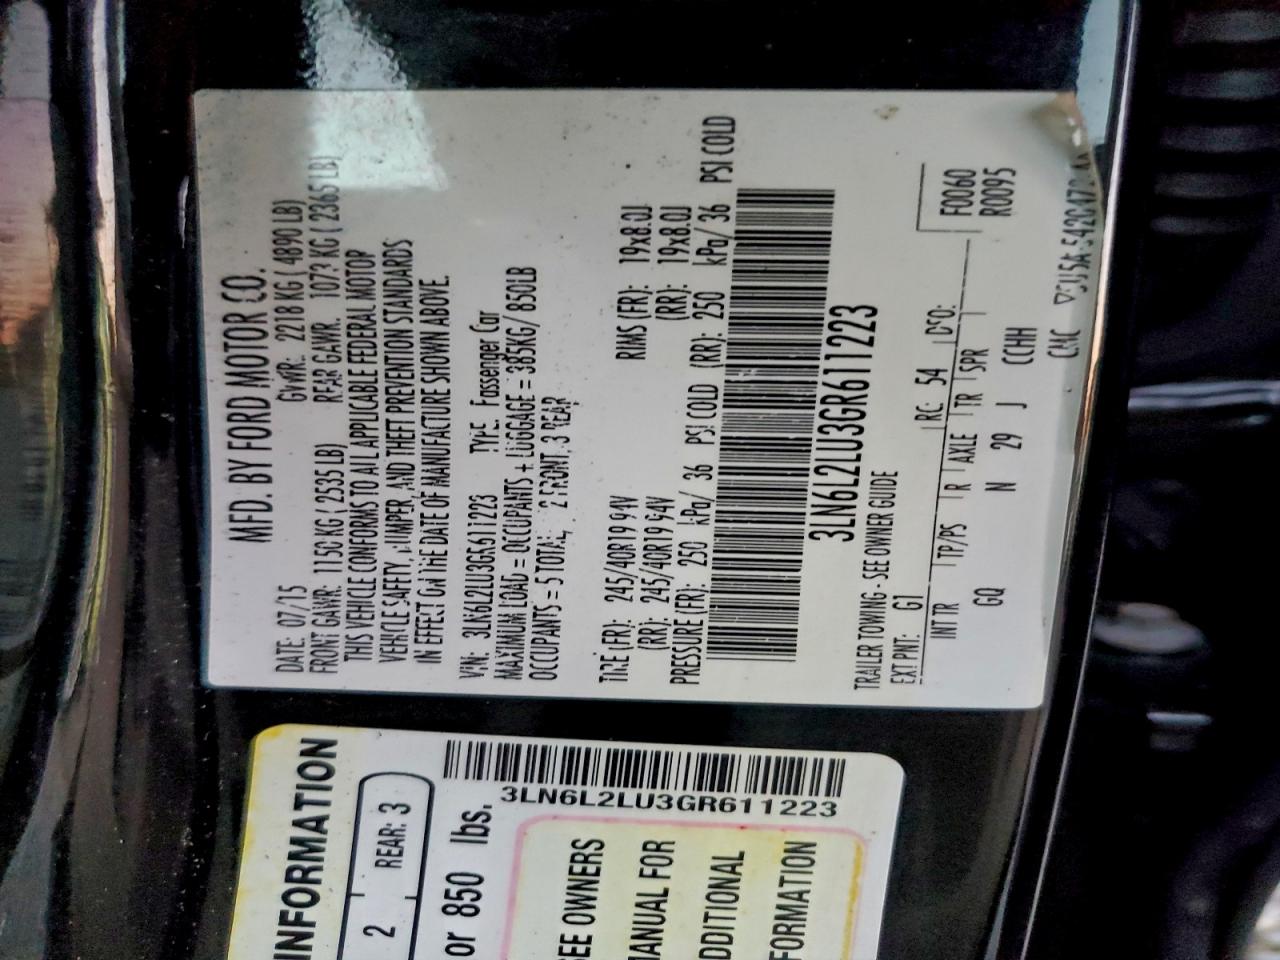 MFD. BY FORD MOTOR CO.
DATE: 07/15 GVWR: 2218 KG ( 4890 LB)
FRONT GAWR: 1150 KG ( 2535 LB) REAR GAWR: 1073 KG ( 2365 LB)
THIS VEHICLE CONFORMS TO ALL APPLICABLE FEDERAL MOTOR
VEHICLE SAFETY, BUMPER, AND THEFT PREVENTION STANDARDS
IN EFFECT ON THE DATE OF MANUFACTURE SHOWN ABOVE.
VIN: 3LN6L2LU3GR611223 TYPE: Passenger Car
MAXIMUM LOAD = OCCUPANTS + LUGGAGE = 385KG/ 850LB
OCCUPANTS = 5 TOTAL, 2 FRONT, 3 REAR
TIRE (FR): 245/40R19 94V RIMS (FR): 19x8.0J
(RR): 245/40R19 94V (RR): 19x8.0J
PRESSURE (FR): 250 kPa/ 36 PSI COLD (RR): 250 kPa/ 36 PSI COLD
3LN6L2LU3GR611223
TRAILER TOWING - SEE OWNER GUIDE
EXT PNT: G1 RC: 54 DSO: F0060
INT TR TP/PS R AXLE TR SPR R0095
GQ N 29 J CCHH
CMC
INFORMATION
2 REAR: 3
or 850 lbs.
3LN6L2LU3GR611223
SEE OWNERS
MANUAL FOR
ADDITIONAL
INFORMATION